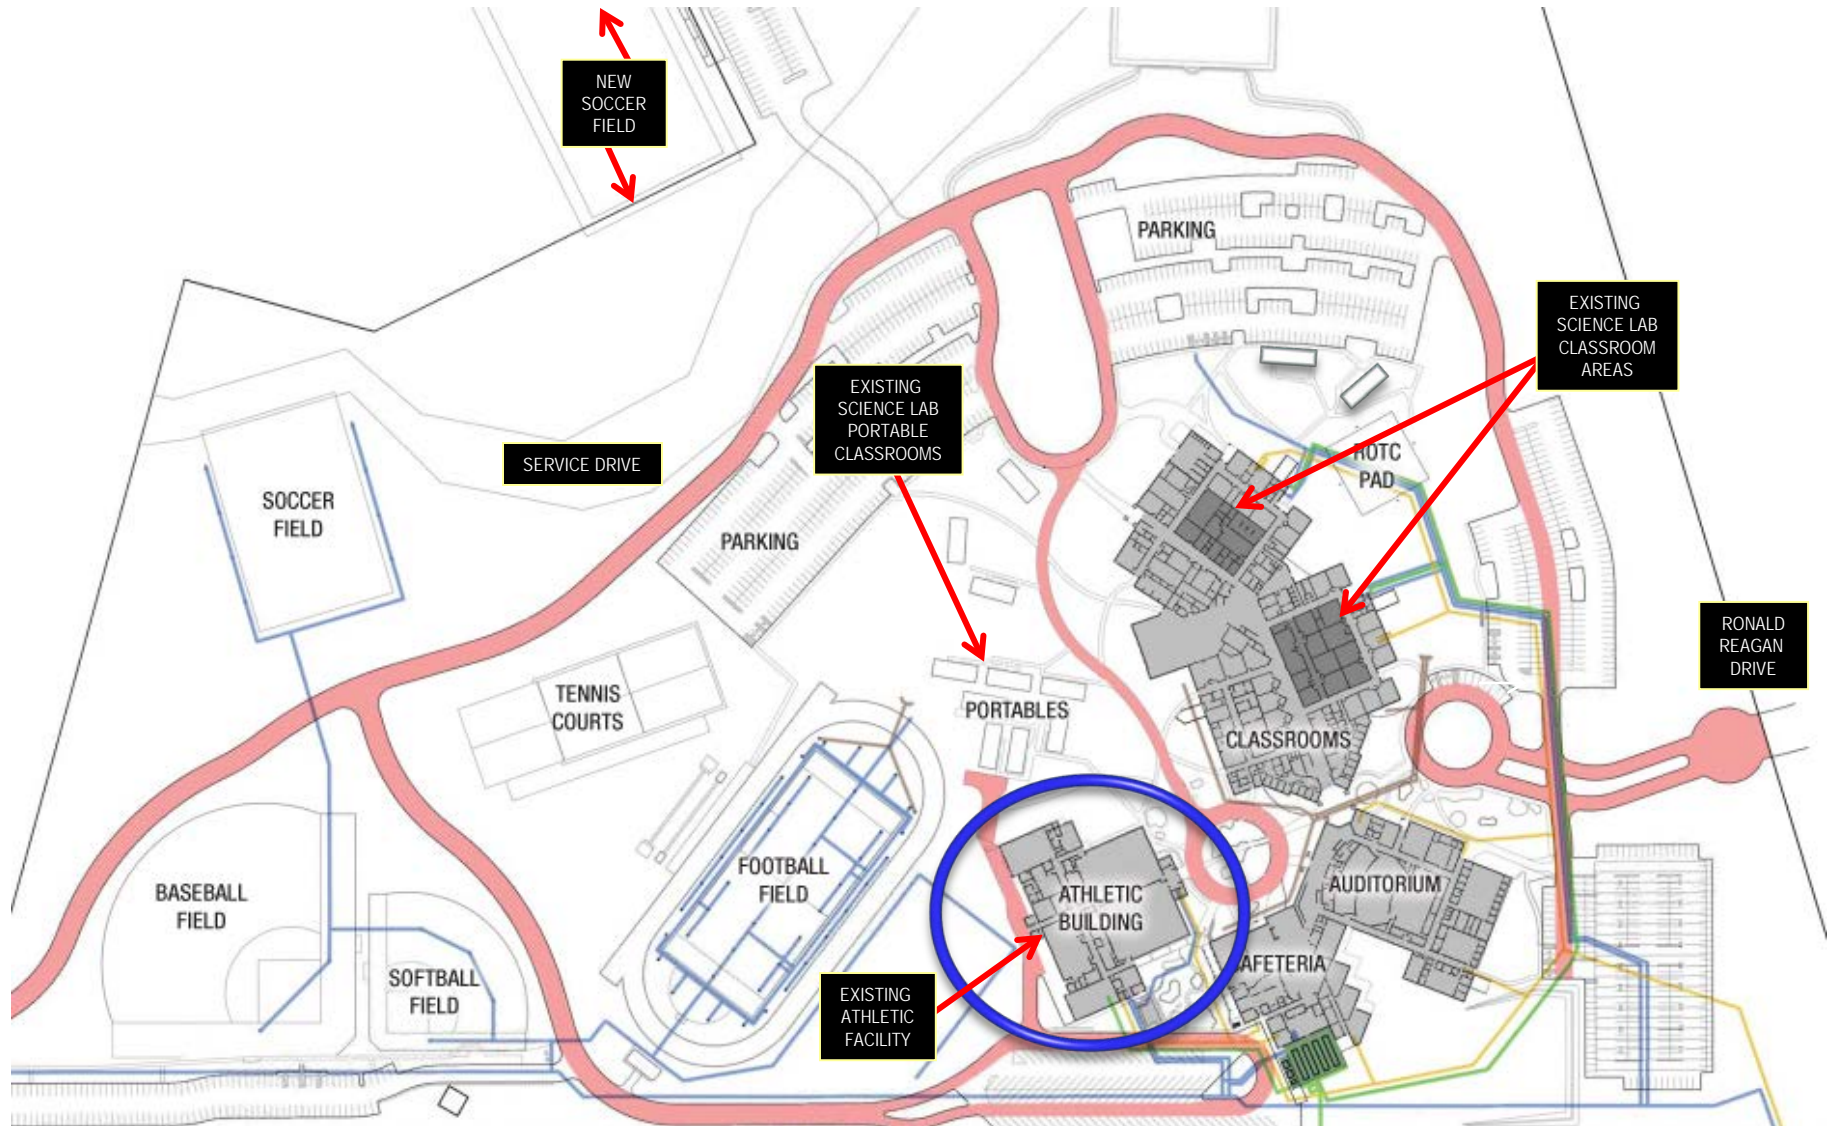 NEW
SOCCER
FIELD
PARKING
EXISTING
SCIENCE LAB
CLASSROOM
AREAS
EXISTING
SCIENCE LAB
PORTABLE
CLASSROOMS
SERVICE DRIVE
ROTC
PAD
SOCCER
FIELD
PARKING
RONALD
REAGAN
DRIVE
TENNIS
COURTS
PORTABLES
CLASSROOMS
FOOTBALL
FIELD
BASEBALL
FIELD
ATHLETIC
BUILDING
AUDITORIUM
SOFTBALL
FIELD
CAFETERIA
EXISTING
ATHLETIC
FACILITY